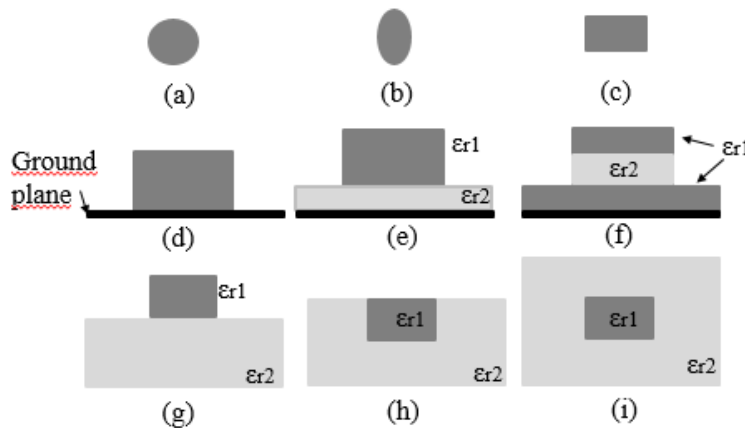 (a) (b) (c)
Ground plane
εr1
εr2
εr1
εr2
(d) (e) (f)
εr1
εr2
εr1
εr2
εr1
εr2
(g) (h) (i)